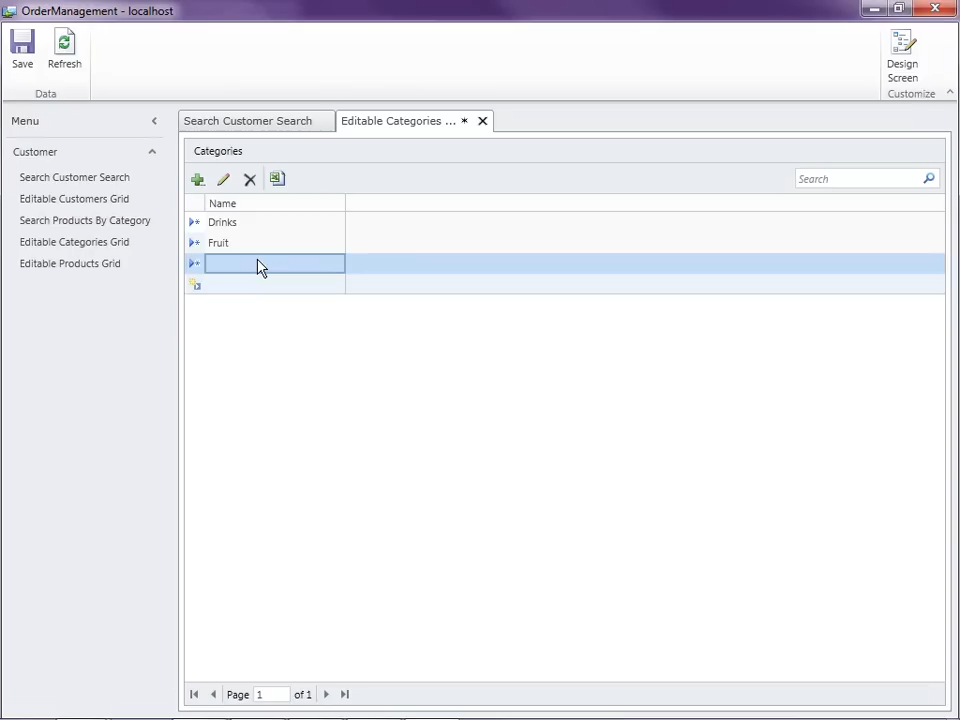 OrderManagement - localhost
Save
Refresh
Design
Screen
Data
Customize
Menu
Search Customer Search
Editable Categories ... *
Customer
Categories
Search Customer Search
Editable Customers Grid
Search Products By Category
Editable Categories Grid
Editable Products Grid
Search
Name
Drinks
Fruit
Page 1 of 1